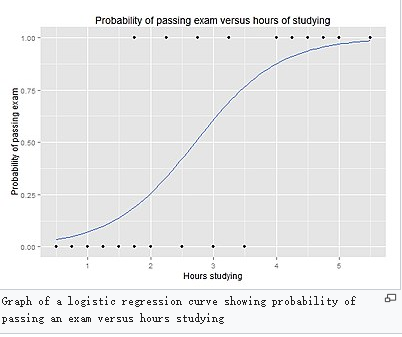 Probability of passing exam versus hours of studying
1.00
0.75
0.50
0.25
0.00
Probability of passing exam
1 2 3 4 5
Hours studying
Graph of a logistic regression curve showing probability of
passing an exam versus hours studying